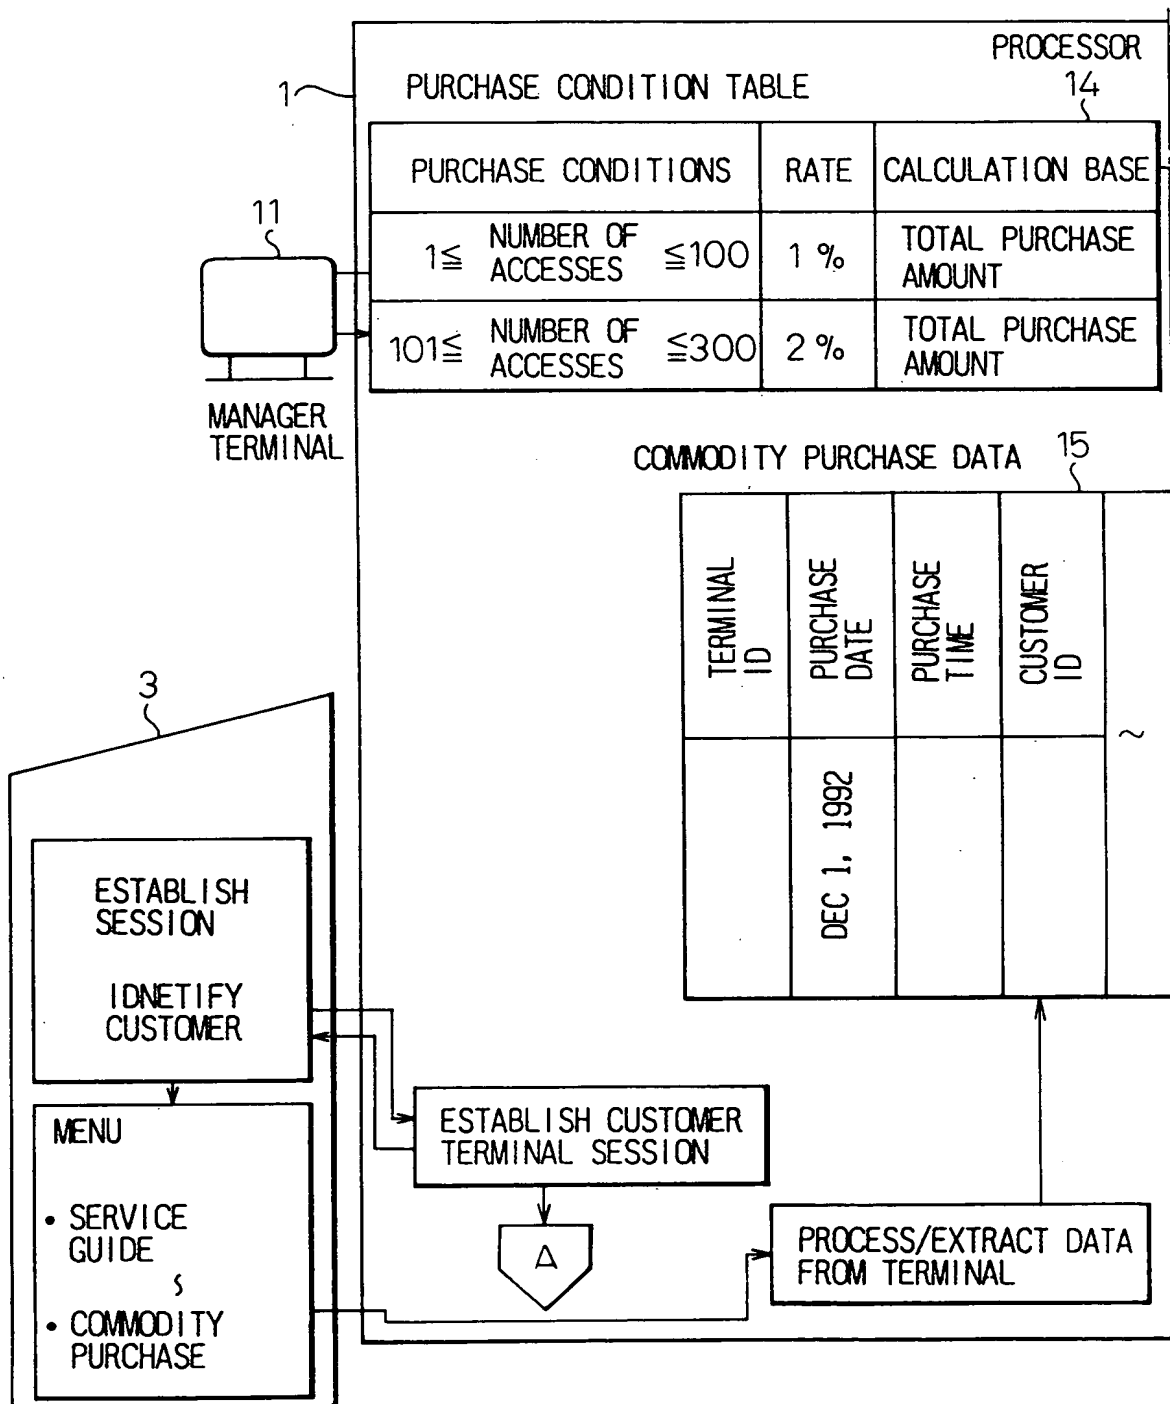 PROCESSOR
1
PURCHASE CONDITION TABLE
14
PURCHASE CONDITIONS
RATE
CALCULATION BASE
11
1≦ NUMBER OF ACCESSES ≦100
1 %
TOTAL PURCHASE
AMOUNT
101≦ NUMBER OF ACCESSES ≦300
2 %
TOTAL PURCHASE
AMOUNT
MANAGER
TERMINAL
COMMODITY PURCHASE DATA
15
TERMINAL
ID
PURCHASE
DATE
PURCHASE
TIME
CUSTOMER
ID
~
DEC 1, 1992
3
ESTABLISH
SESSION
IDNETIFY
CUSTOMER
MENU
• SERVICE
GUIDE
• COMMODITY
PURCHASE
ESTABLISH CUSTOMER
TERMINAL SESSION
A
PROCESS/EXTRACT DATA
FROM TERMINAL